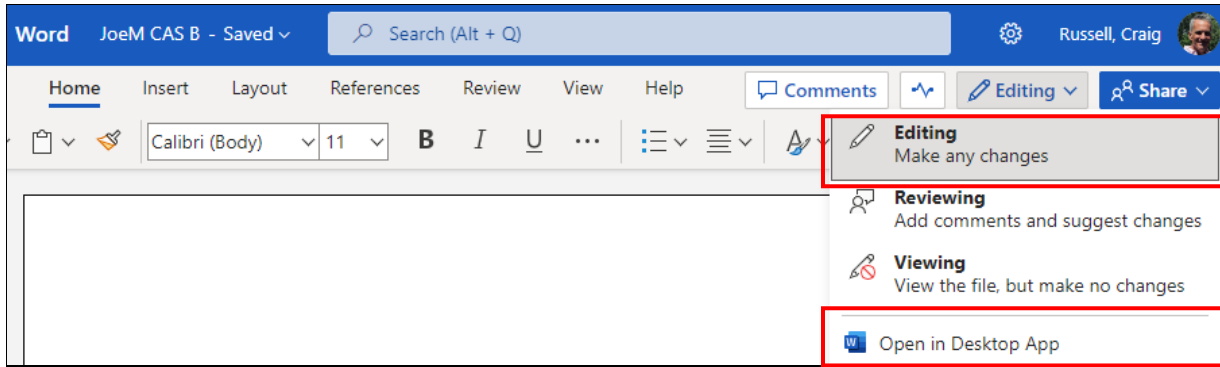 Word JoeM CAS B - Saved Search (Alt + Q) Russell, Craig
Home Insert Layout References Review View Help Comments Editing Share
Calibri (Body) 11 B I U ...
Editing
Make any changes
Reviewing
Add comments and suggest changes
Viewing
View the file, but make no changes
W Open in Desktop App